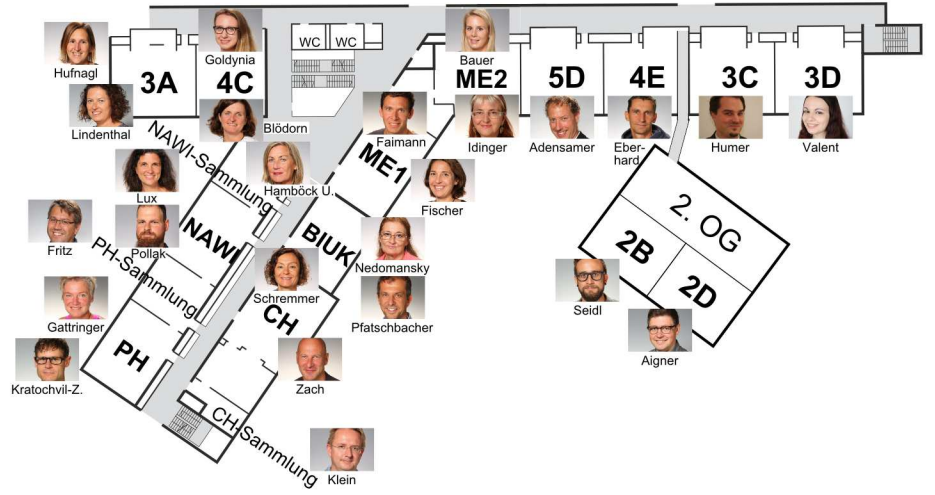 WC WC
Hufnagl
3A
Goldynia
4C
Bauer
ME2
5D
4E
3C
3D
Lindenthal
Blödorn
Faimann
Idinger
Adensamer
Eber-
hard
Humer
Valent
NAWI-Sammlung
Lux
Hamböck U.
ME1
Fischer
Fritz
Pollak
NAWI
BIUK
Nedomansky
2. OG
2B
2D
PH-Sammlung
Schremmer
CH
Pfatschbacher
Seidl
Gattringer
PH
Aigner
Kratochvil-Z.
Zach
CH-Sammlung
Klein